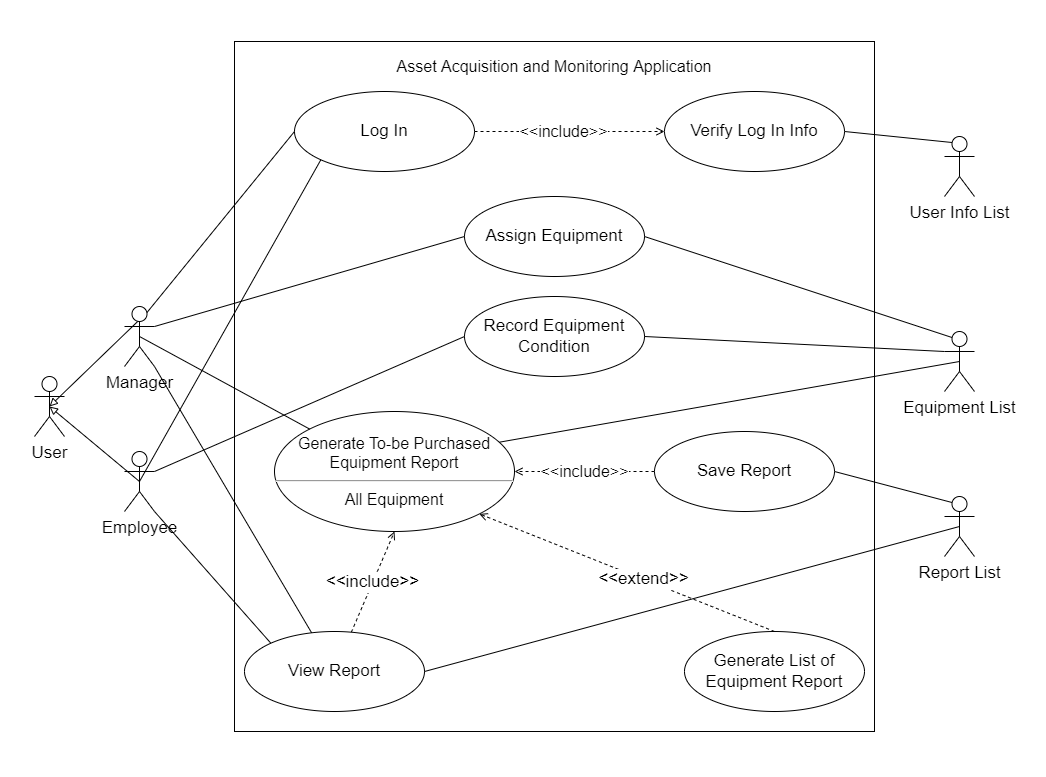 Asset Acquisition and Monitoring Application
Log In
<<include>>
Verify Log In Info
User Info List
Assign Equipment
Record Equipment
Condition
Manager
User
Equipment List
Generate To-be Purchased
Equipment Report
All Equipment
<<include>>
Save Report
Employee
Report List
<<include>>
<<extend>>
View Report
Generate List of
Equipment Report